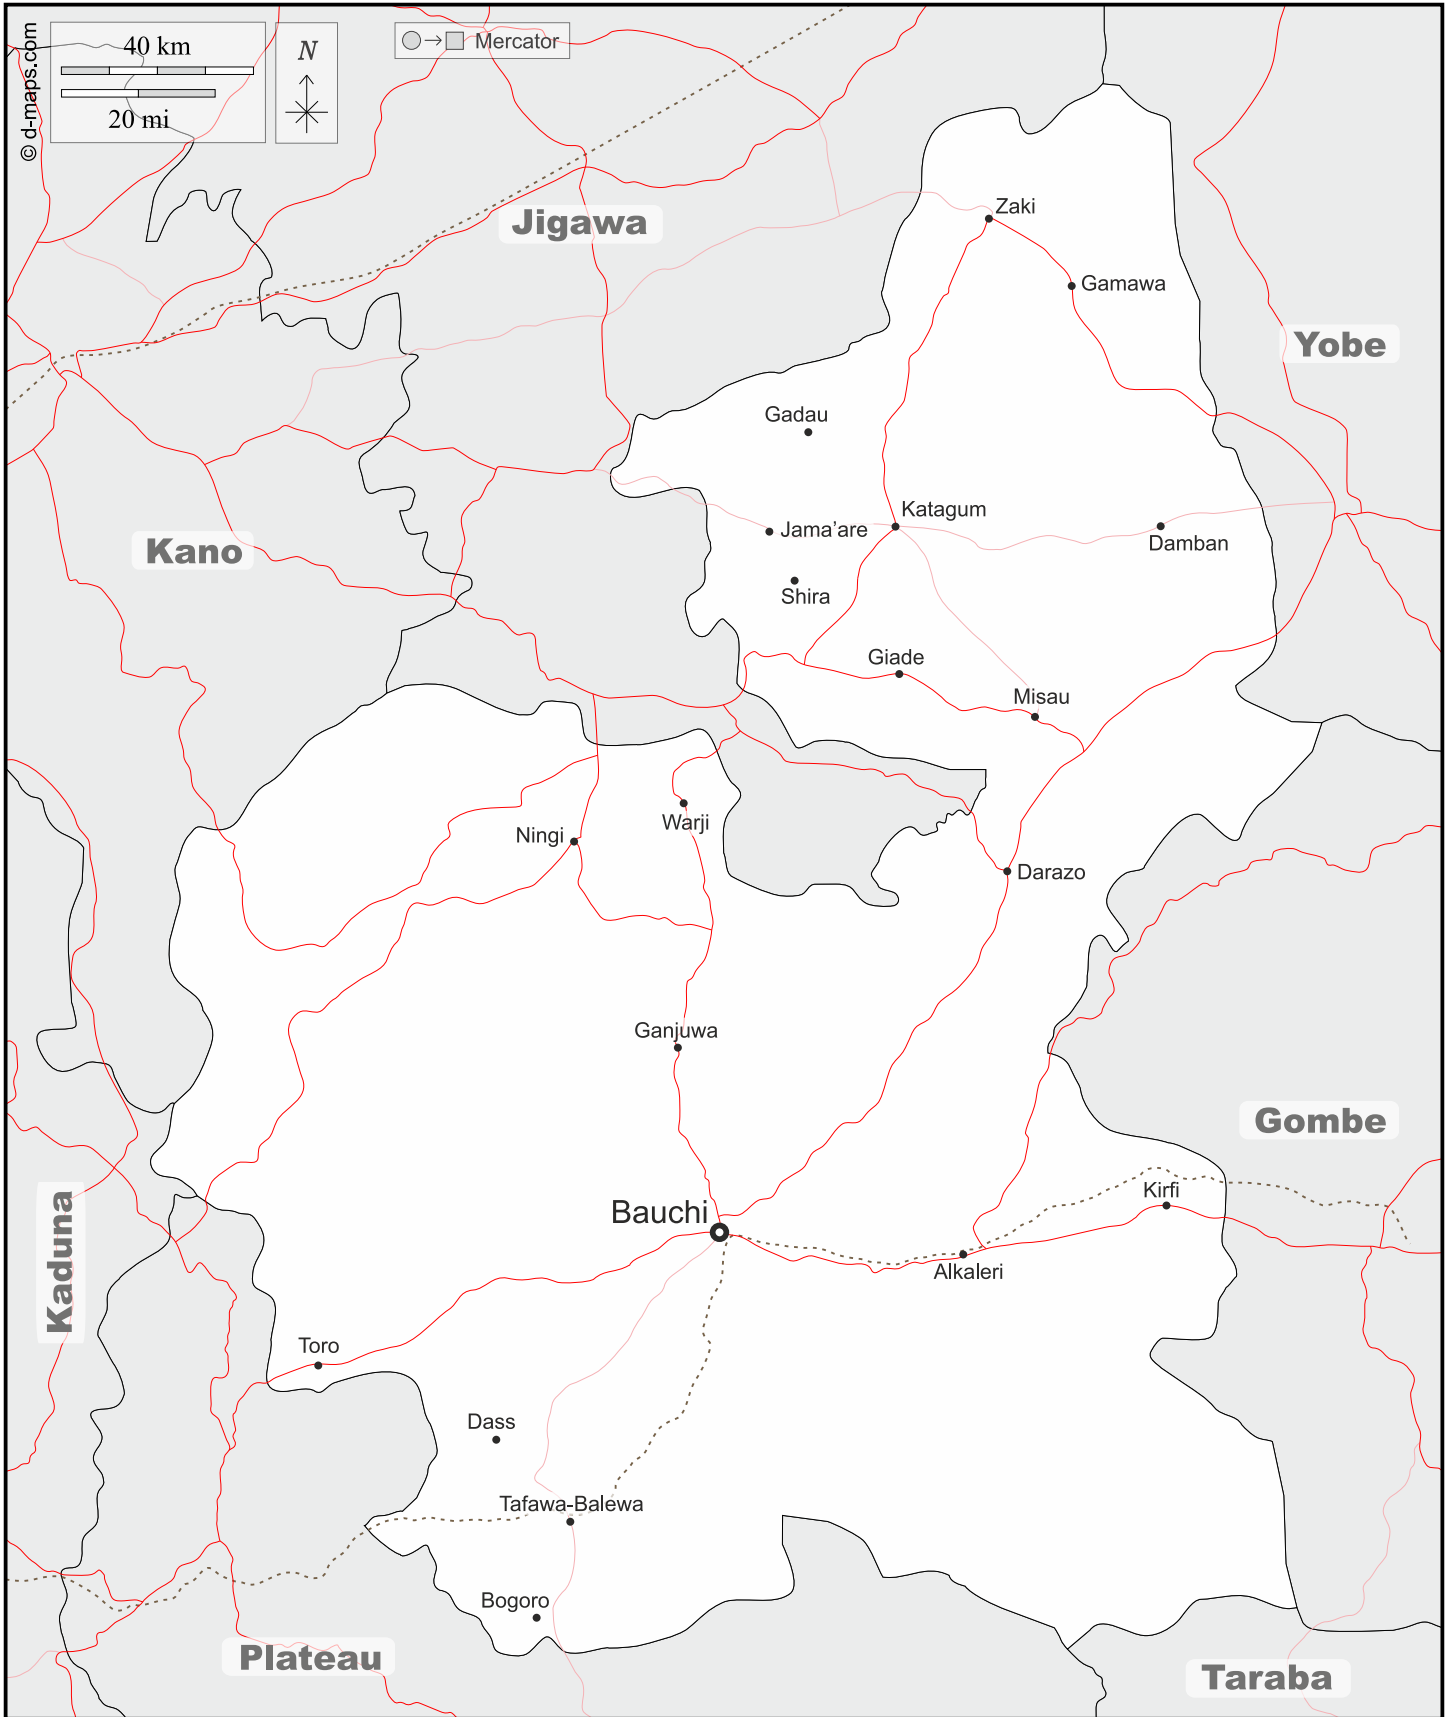 © d-maps.com
40 km
20 mi
N
Mercator
Jigawa
Zaki
Gamawa
Yobe
Gadau
Katagum
Jama’are
Damban
Kano
Shira
Giade
Misau
Warji
Ningi
Darazo
Ganjuwa
Gombe
Kirfi
Bauchi
Kaduna
Alkaleri
Toro
Dass
Tafawa-Balewa
Bogoro
Plateau
Taraba